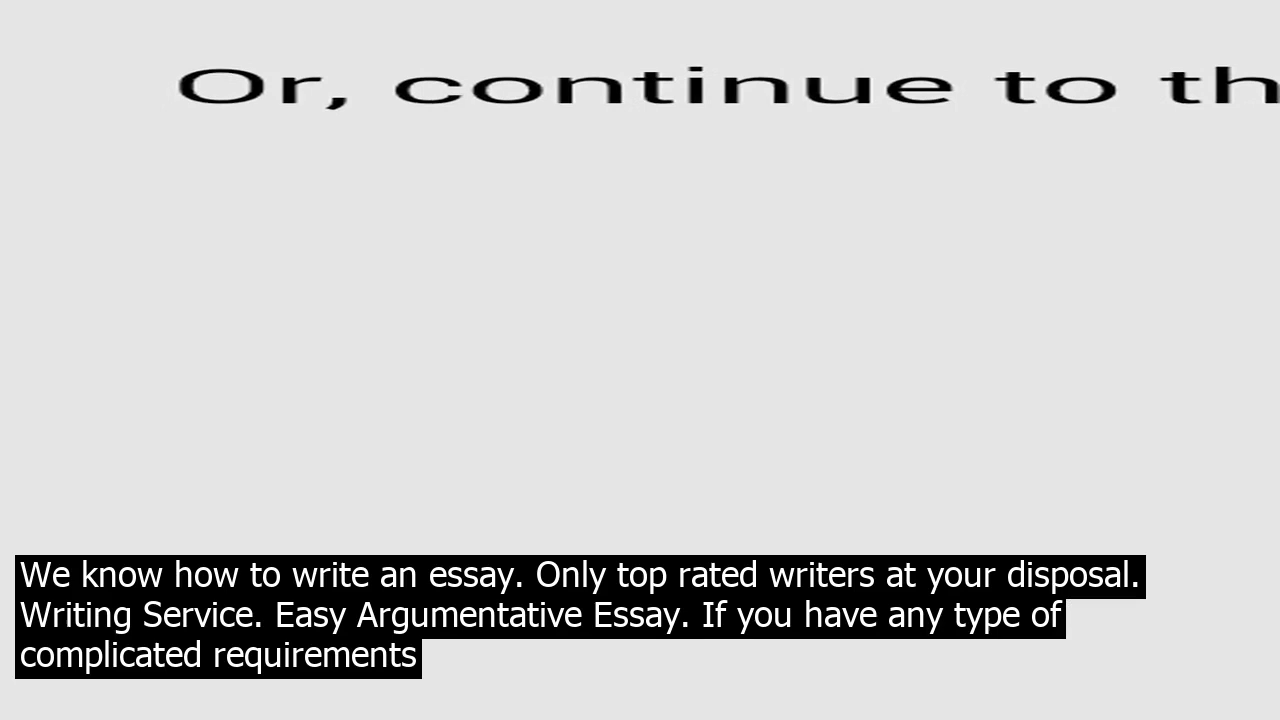 Or, continue to th
We know how to write an essay. Only top rated writers at your disposal.
Writing Service. Easy Argumentative Essay. If you have any type of
complicated requirements